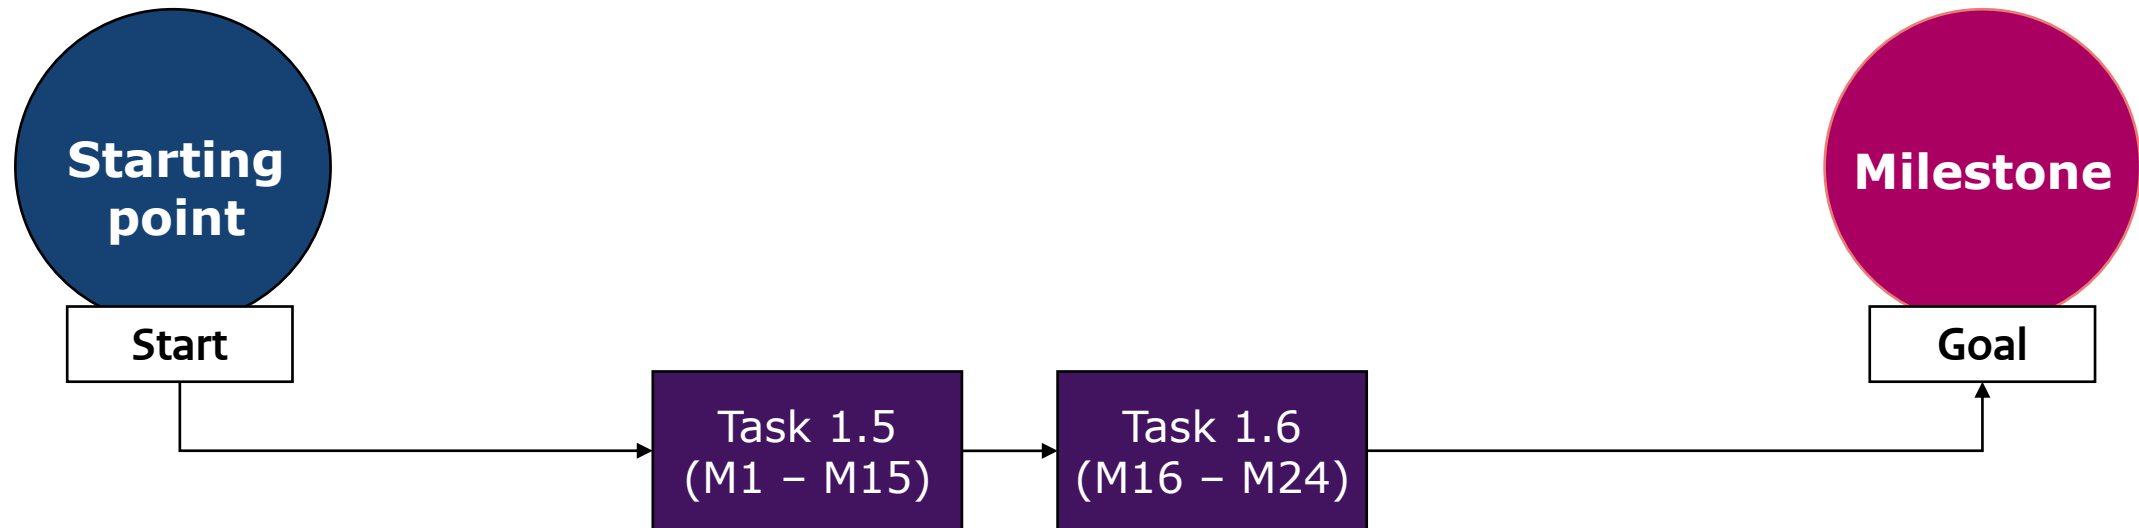 Starting
point
Milestone
Start
Goal
Task 1.5
(M1 – M15)
Task 1.6
(M16 – M24)